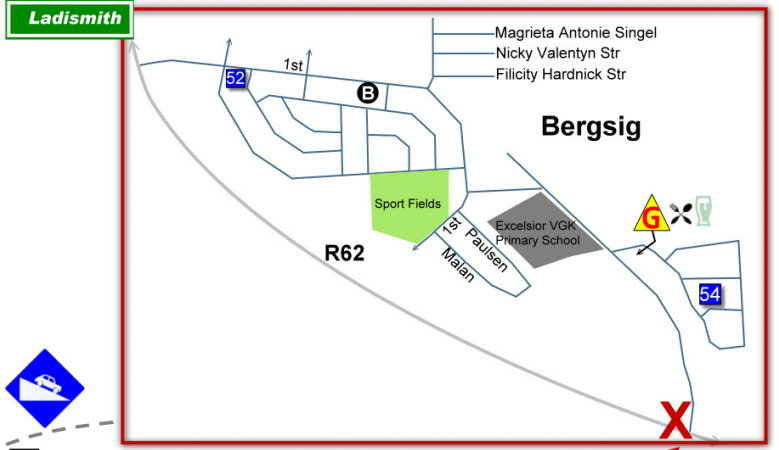 Ladismith
Magrieta Antonie Singel
Nicky Valentyn Str
Filicity Hardnick Str
1st
52
B
Bergsig
Sport Fields
G
Excelsior VGK
Primary School
1st
Paulsen
Malan
R62
54
X